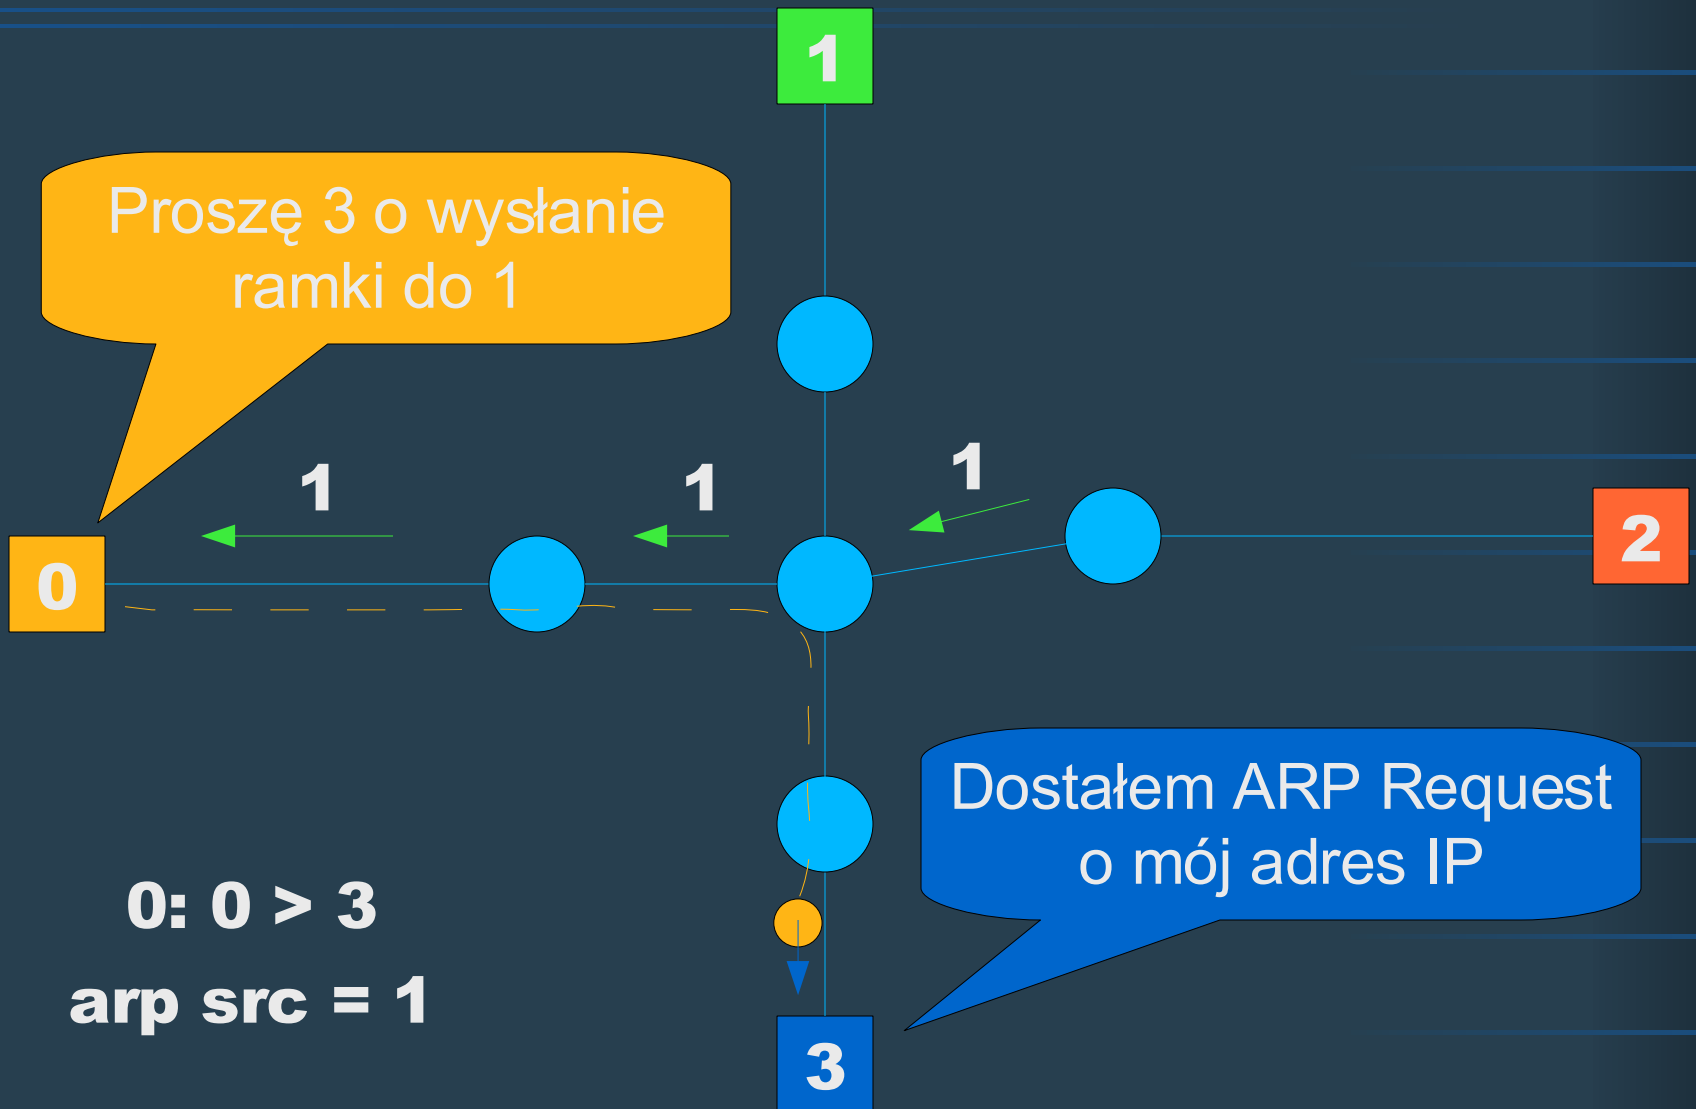 1
Proszę 3 o wysłanie
ramki do 1
1
1
1
0
2
Dostałem ARP Request
o mój adres IP
0: 0 > 3
arp src = 1
3